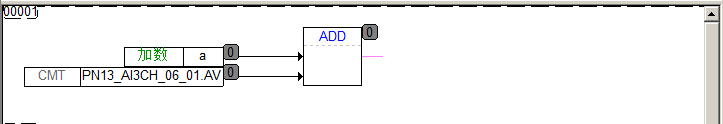 00001
ADD 0
加数 a 0
CMT PN13_AI3CH_06_01.AV 0